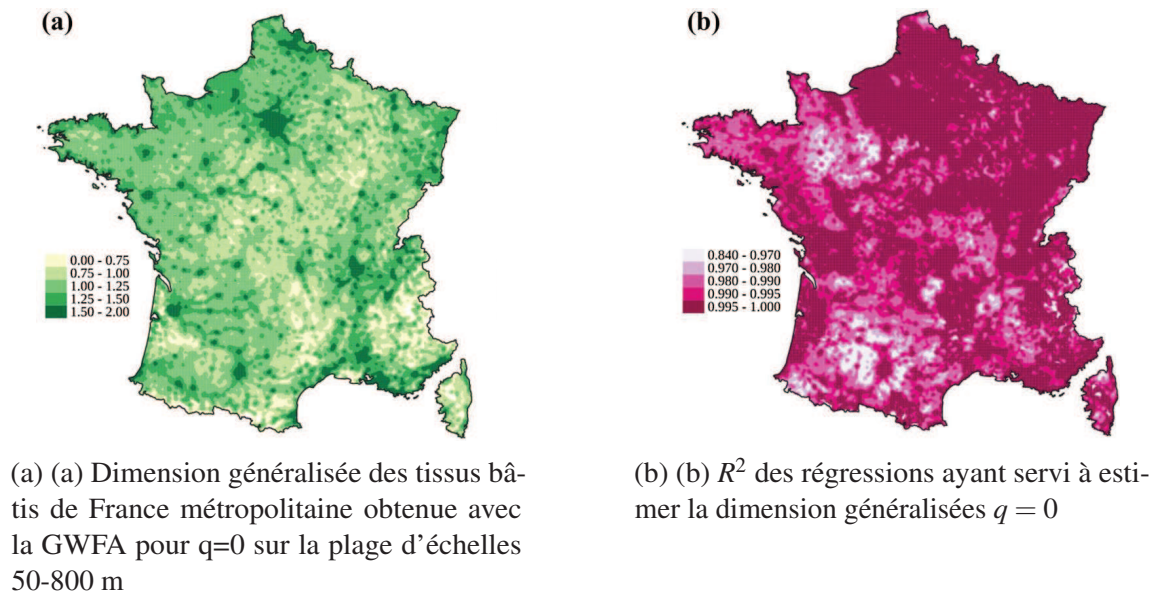 (a)
0.00 - 0.75
0.75 - 1.00
1.00 - 1.25
1.25 - 1.50
1.50 - 2.00
(b)
0.840 - 0.970
0.970 - 0.980
0.980 - 0.990
0.990 - 0.995
0.995 - 1.000
(a) (a) Dimension généralisée des tissus bâ-
tis de France métropolitaine obtenue avec
la GWFA pour q=0 sur la plage d'échelles
50-800 m
(b) (b) R² des régressions ayant servi à esti-
mer la dimension généralisées q = 0